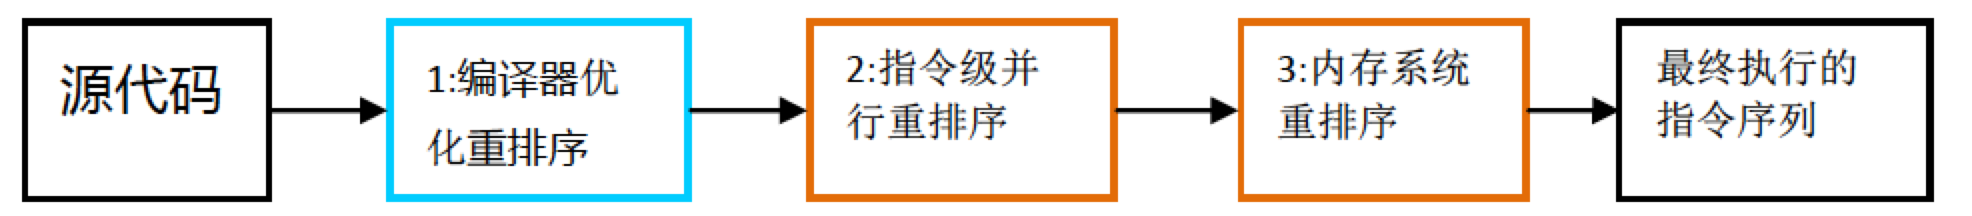 源代码
1:编译器优
化重排序
2:指令级并
行重排序
3:内存系统
重排序
最终执行的
指令序列